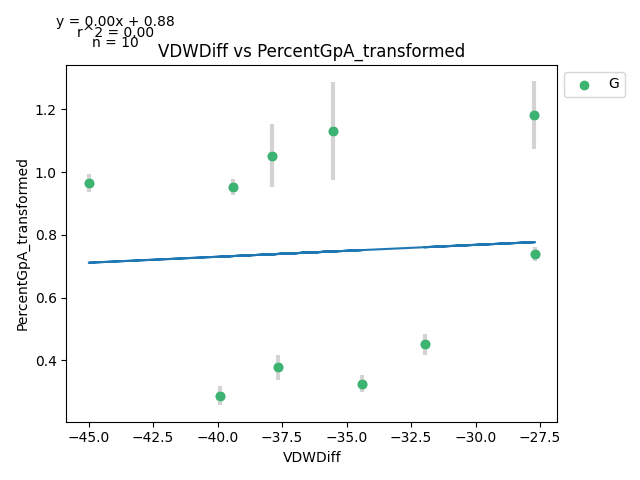 y = 0.00x + 0.88
r^2 = 0.00
n = 10
VDWDiff vs PercentGpA_transformed
G
PercentGpA_transformed
1.2
1.0
0.8
0.6
0.4
−45.0 −42.5 −40.0 −37.5 −35.0 −32.5 −30.0 −27.5
VDWDiff